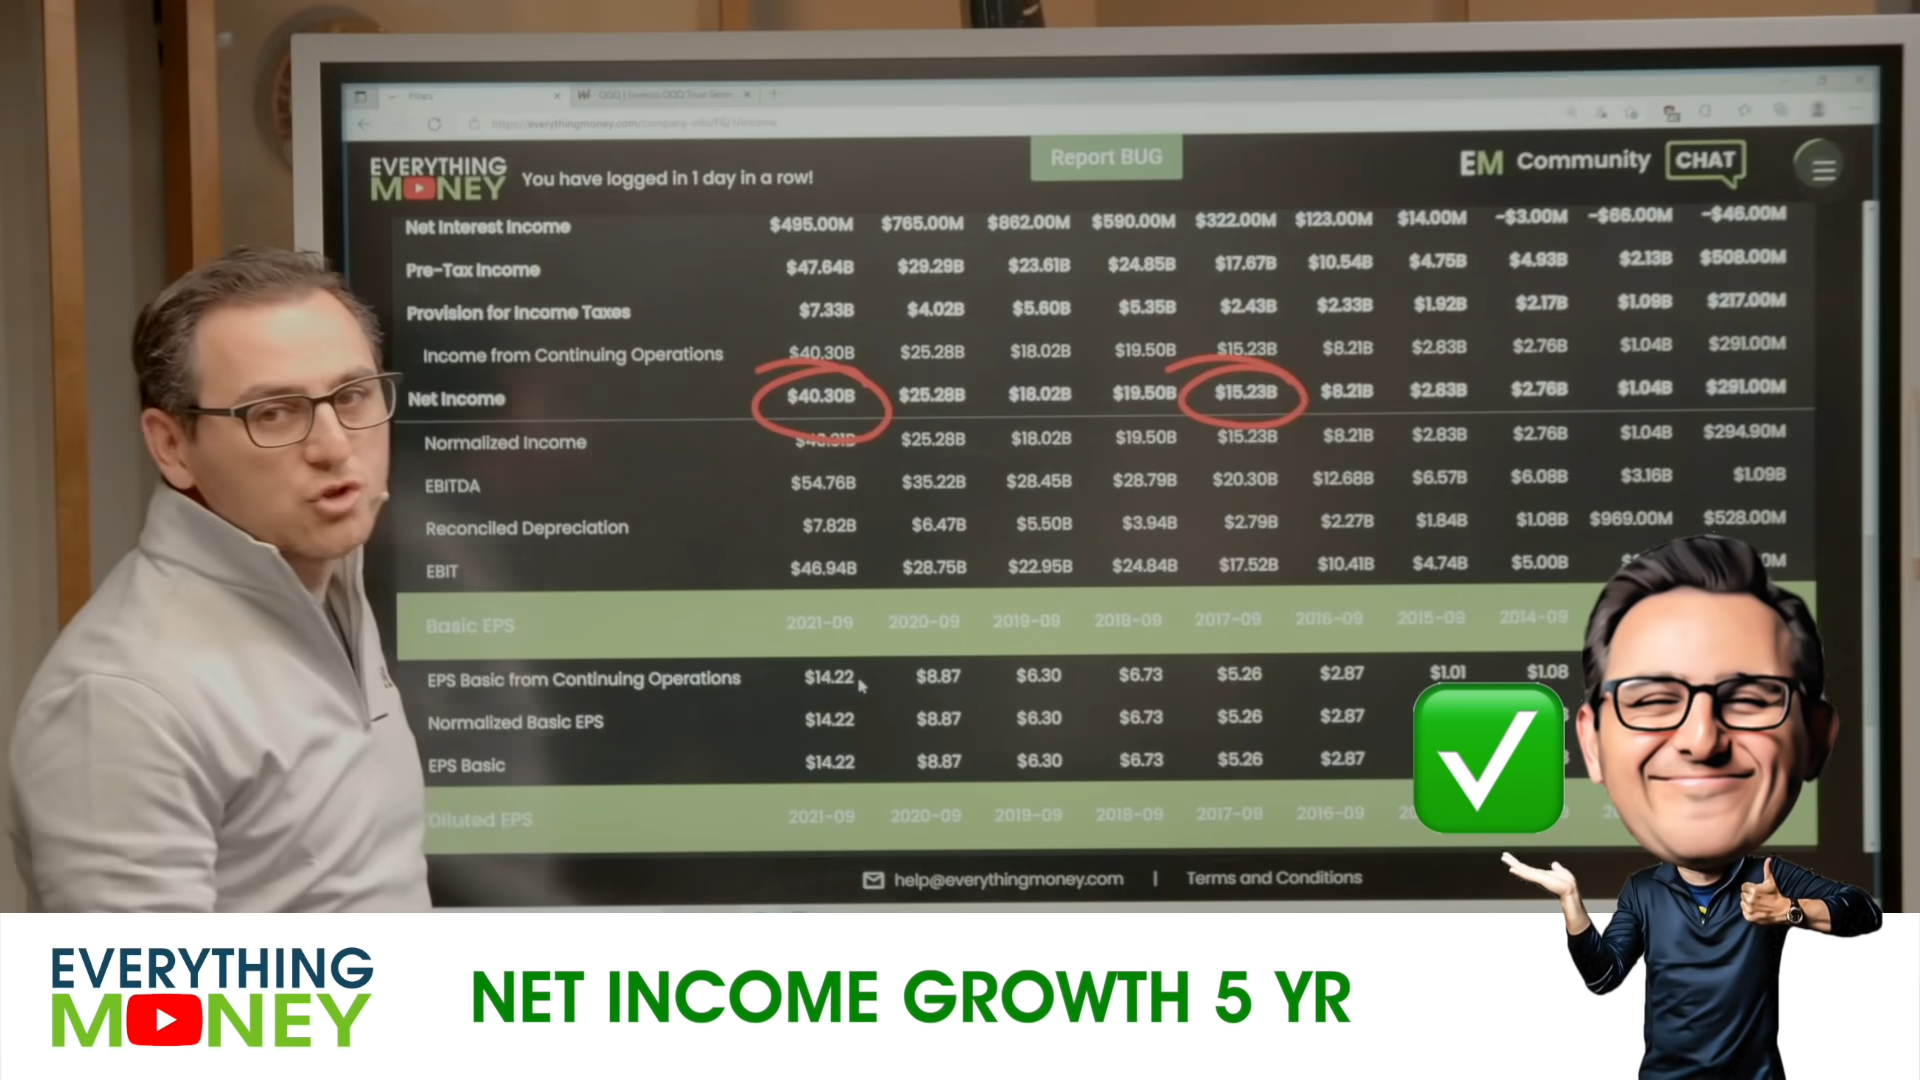 Pillars
QQQ | Invesco QQQ Trust Series
https://everythingmoney.com/company-info/FB/1/income
EVERYTHING
MONEY
You have logged in 1 day in a row!
Report BUG
EM Community CHAT
Net Interest Income $495.00M $765.00M $862.00M $590.00M $322.00M $123.00M $14.00M -$3.00M -$66.00M -$46.00M
Pre-Tax Income $47.64B $29.29B $23.61B $24.85B $17.67B $10.54B $4.75B $4.93B $2.13B $508.00M
Provision for Income Taxes $7.33B $4.02B $5.60B $5.35B $2.43B $2.33B $1.92B $2.17B $1.09B $217.00M
Income from Continuing Operations $40.30B $25.28B $18.02B $19.50B $15.23B $8.21B $2.83B $2.76B $1.04B $291.00M
Net Income $40.30B $25.28B $18.02B $19.50B $15.23B $8.21B $2.83B $2.76B $1.04B $291.00M
Normalized Income $25.28B $18.02B $19.50B $15.23B $8.21B $2.83B $2.76B $1.04B $294.90M
EBITDA $54.76B $35.22B $28.45B $28.79B $20.30B $12.68B $6.57B $6.08B $3.16B $1.09B
Reconciled Depreciation $7.82B $6.47B $5.50B $3.94B $2.79B $2.27B $1.84B $1.08B $969.00M $528.00M
EBIT $46.94B $28.75B $22.95B $24.84B $17.52B $10.41B $4.74B $5.00B
Basic EPS 2021-09 2020-09 2019-09 2018-09 2017-09 2016-09 2015-09 2014-09
EPS Basic from Continuing Operations $14.22 $8.87 $6.30 $6.73 $5.26 $2.87 $1.01 $1.08
Normalized Basic EPS $14.22 $8.87 $6.30 $6.73 $5.26 $2.87
EPS Basic $14.22 $8.87 $6.30 $6.73 $5.26 $2.87
Diluted EPS 2021-09 2020-09 2019-09 2018-09 2017-09 2016-09
help@everythingmoney.com | Terms and Conditions
EVERYTHING
MONEY
NET INCOME GROWTH 5 YR